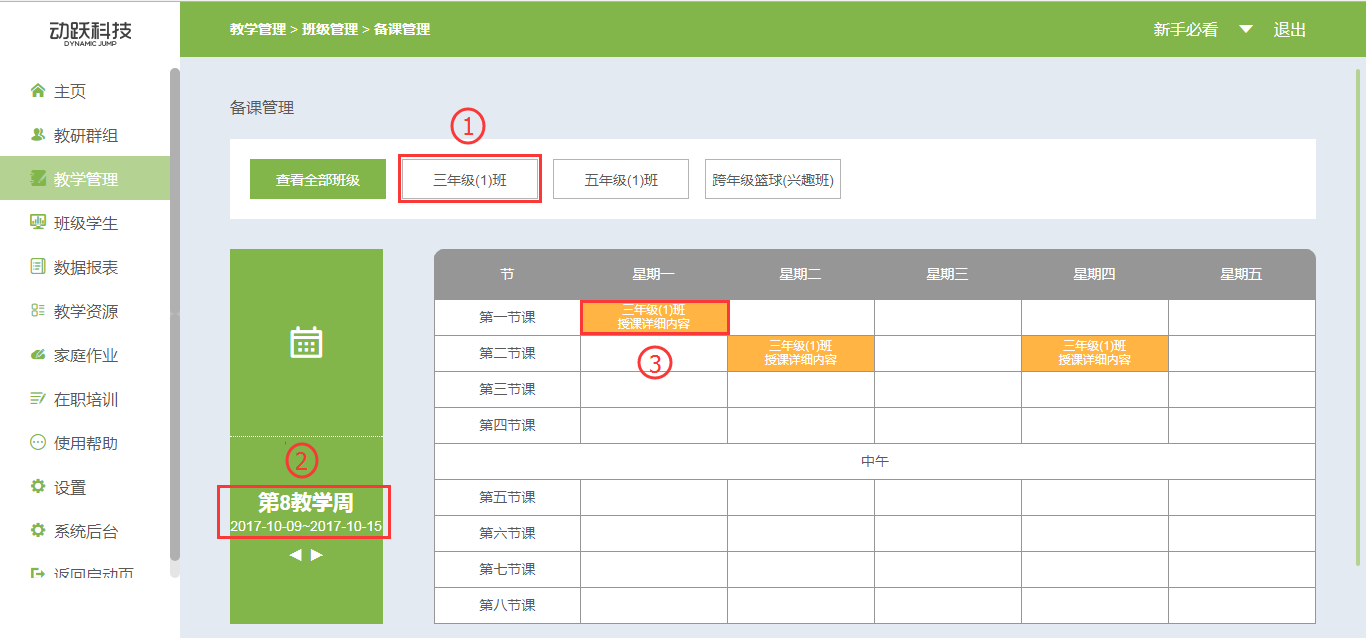 动跃科技
DYNAMIC JUMP
教学管理 > 班级管理 > 备课管理
新手必看
退出
主页
教研群组
教学管理
班级学生
数据报表
教学资源
家庭作业
在职培训
使用帮助
设置
系统后台
返回启动页
备课管理
①
查看全部班级
三年级(1)班
五年级(1)班
跨年级篮球(兴趣班)
②
第8教学周
2017-10-09~2017-10-15
节 星期一 星期二 星期三 星期四 星期五
第一节课
三年级(1)班
授课详细内容
③
第二节课
三年级(1)班
授课详细内容
三年级(1)班
授课详细内容
第三节课
第四节课
中午
第五节课
第六节课
第七节课
第八节课